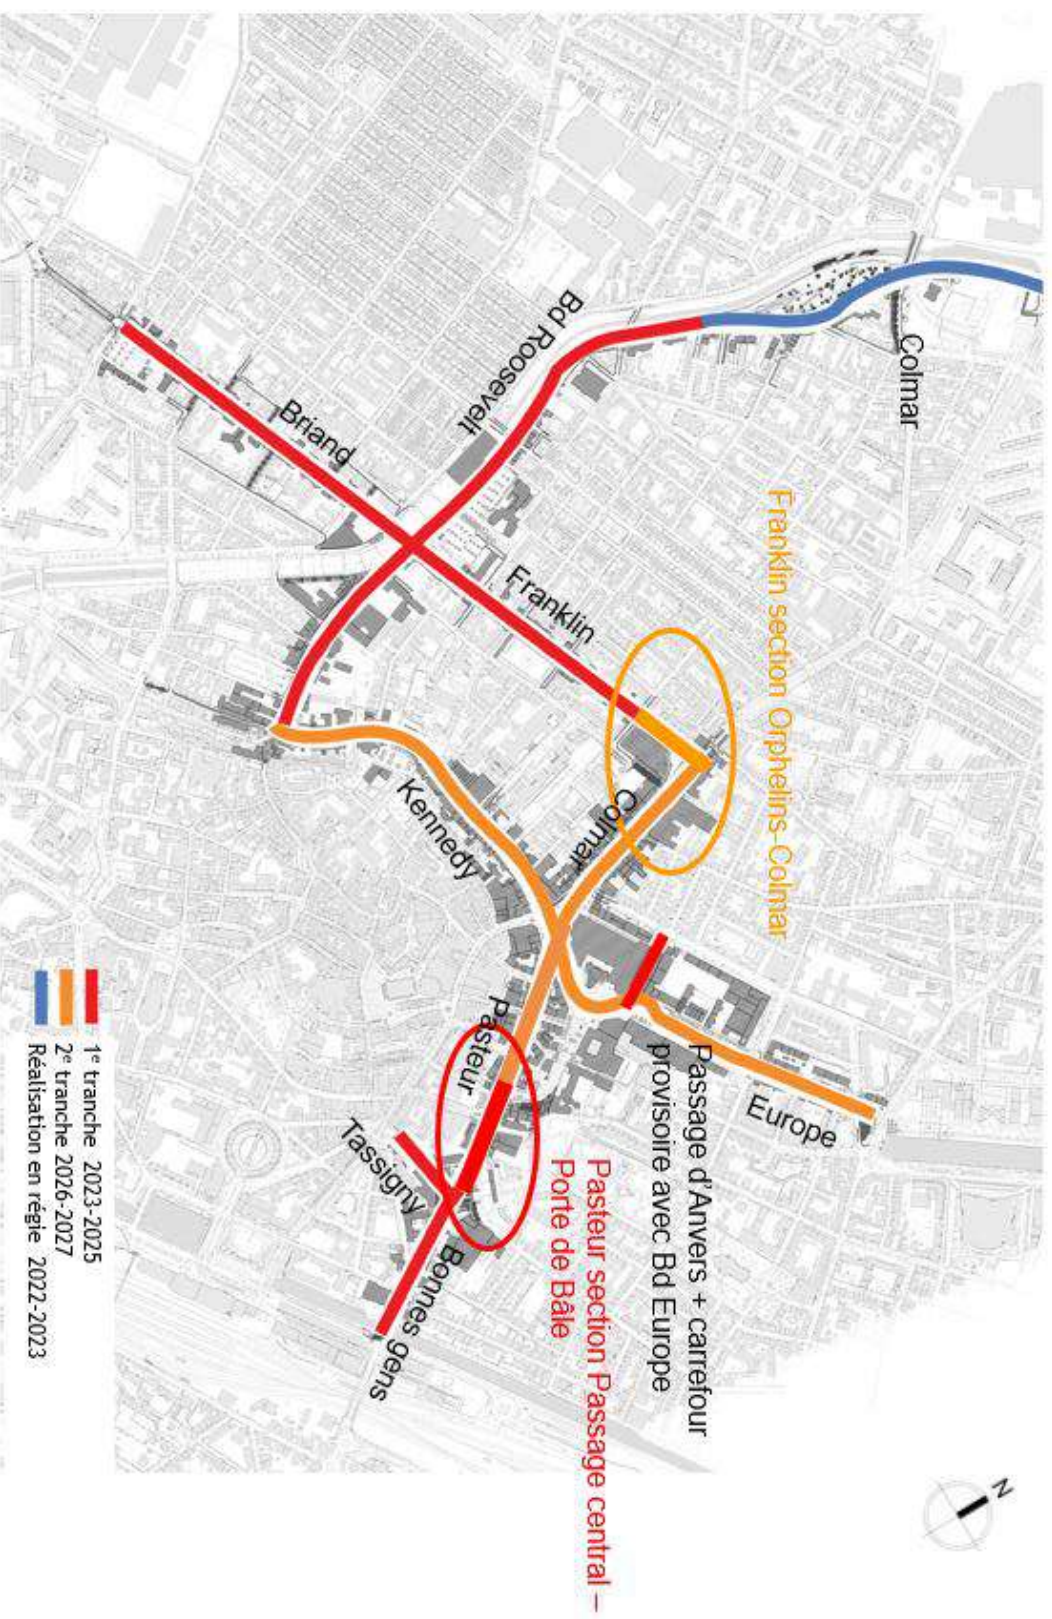 Colmar
Bd Roosevelt
Briand
Franklin
Franklin section Orphelins-Colmar
Colmar
Kennedy
Passage d'Anvers + carrefour
provisoire avec Bd Europe
Europe
Pasteur
Pasteur section Passage central –
Porte de Bâle
Tassigny
Bonnes gens
1e tranche 2023-2025
2e tranche 2026-2027
Réalisation en régie 2022-2023
N